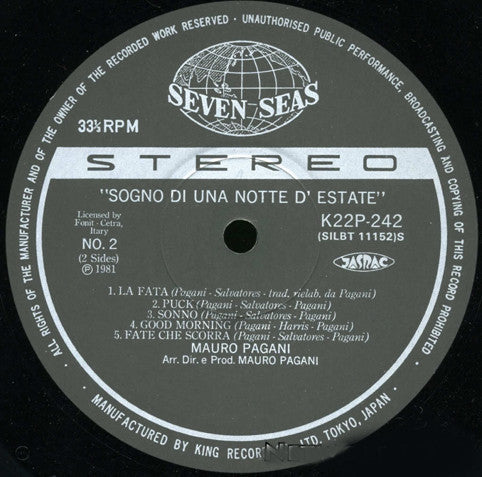 ALL RIGHTS OF THE MANUFACTURER AND OF THE OWNER OF THE RECORDED WORK RESERVED · UNAUTHORISED PUBLIC PERFORMANCE, BROADCASTING AND COPYING OF THIS RECORD PROHIBITED
SEVEN SEAS
33⅓RPM
STEREO
"SOGNO DI UNA NOTTE D' ESTATE"
Licensed by
Fonit-Cetra,
Italy
NO. 2
(2 Sides)
Ⓟ 1981
K22P-242
(SILBT 11152)S
JASRAC
1. LA FATA (Pagani - Salvatores - trad, rielab, da Pagani)
2. PUCK (Pagani - Salvatores - Pagani)
3. SONNO (Pagani - Salvatores - Pagani)
4. GOOD MORNING (Pagani - Harris - Pagani)
5. FATE CHE SCORRA (Pagani - Salvatores - Pagani)
MAURO PAGANI
Arr. Dir. e Prod. MAURO PAGANI
MANUFACTURED BY KING RECOR LTD. TOKYO, JAPAN